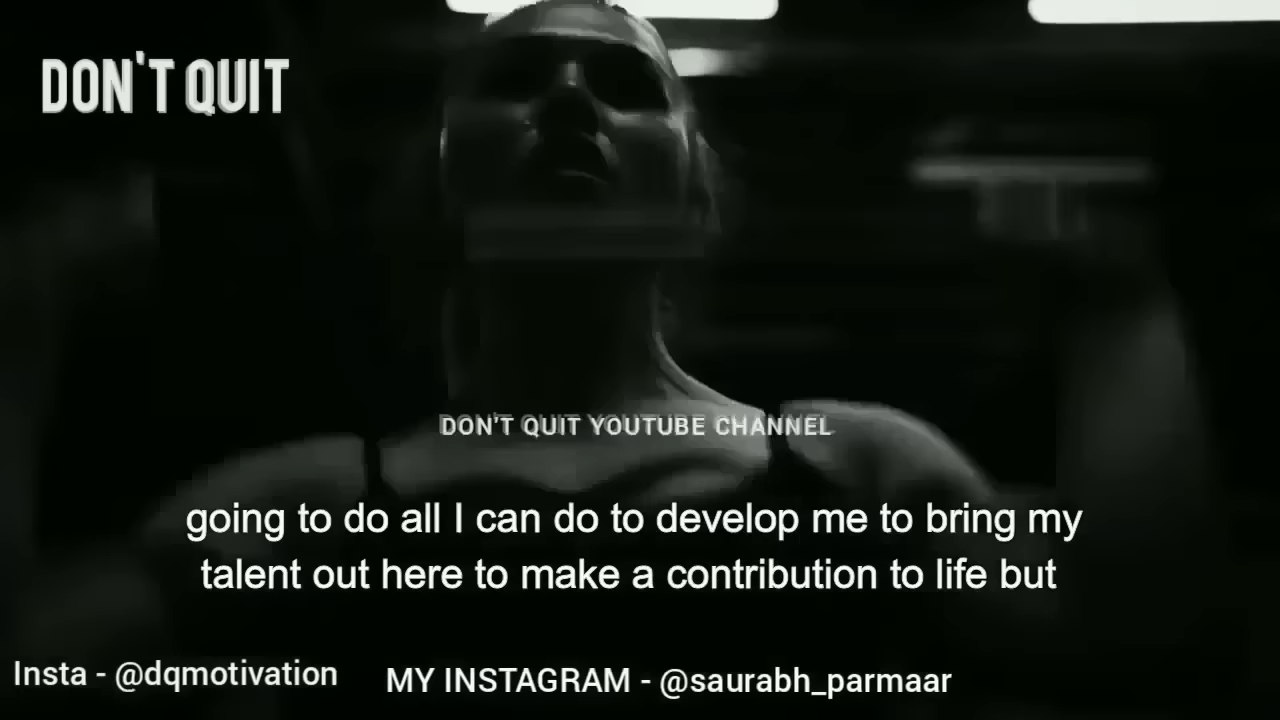 DON'T QUIT
DON'T QUIT YOUTUBE CHANNEL
going to do all I can do to develop me to bring my
talent out here to make a contribution to life but
Insta - @dqmotivation
MY INSTAGRAM - @saurabh_parmaar